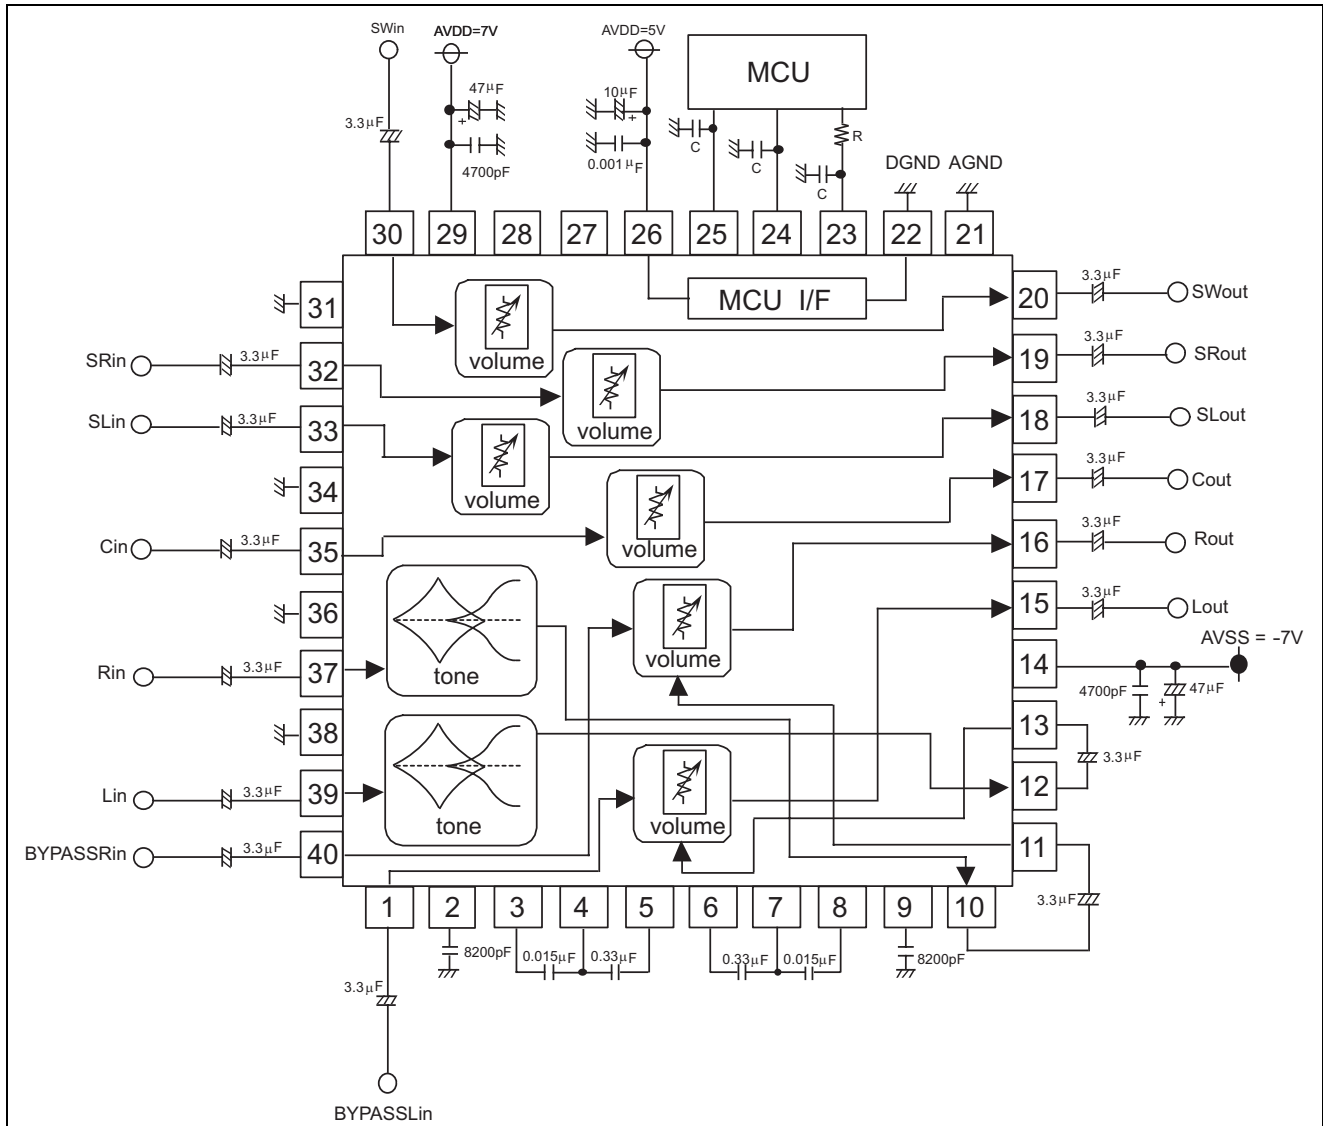 SWin
AVDD=7V
AVDD=5V
MCU
47µF
+
10µF
+
3.3µF
R
C
C
C
4700pF
0.001µF
DGND AGND
30 29 28 27 26 25 24 23 22 21
MCU I/F
31
volume
20
3.3µF
SWout
SRin
3.3µF
32
volume
19
3.3µF
SRout
SLin
3.3µF
33
volume
18
3.3µF
SLout
34
volume
17
3.3µF
Cout
Cin
3.3µF
35
16
3.3µF
Rout
36
volume
15
3.3µF
Lout
AVSS = -7V
Rin
3.3µF
37
tone
14
4700pF
+
47µF
38
13
3.3µF
Lin
3.3µF
39
tone
volume
12
BYPASSRin
3.3µF
40
11
1 2 3 4 5 6 7 8 9 10
3.3µF
8200pF
0.015µF
0.33µF
0.33µF
0.015µF
8200pF
3.3µF
BYPASSLin